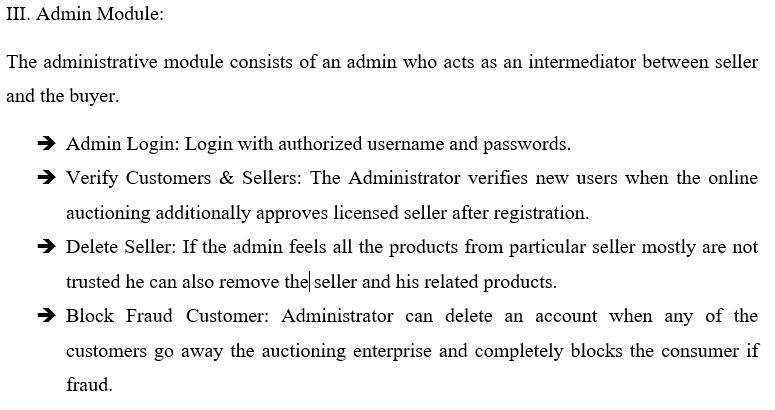 III. Admin Module:
The administrative module consists of an admin who acts as an intermediator between seller
and the buyer.
➔ Admin Login: Login with authorized username and passwords.
➔ Verify Customers & Sellers: The Administrator verifies new users when the online
auctioning additionally approves licensed seller after registration.
➔ Delete Seller: If the admin feels all the products from particular seller mostly are not
trusted he can also remove the seller and his related products.
➔ Block Fraud Customer: Administrator can delete an account when any of the
customers go away the auctioning enterprise and completely blocks the consumer if
fraud.